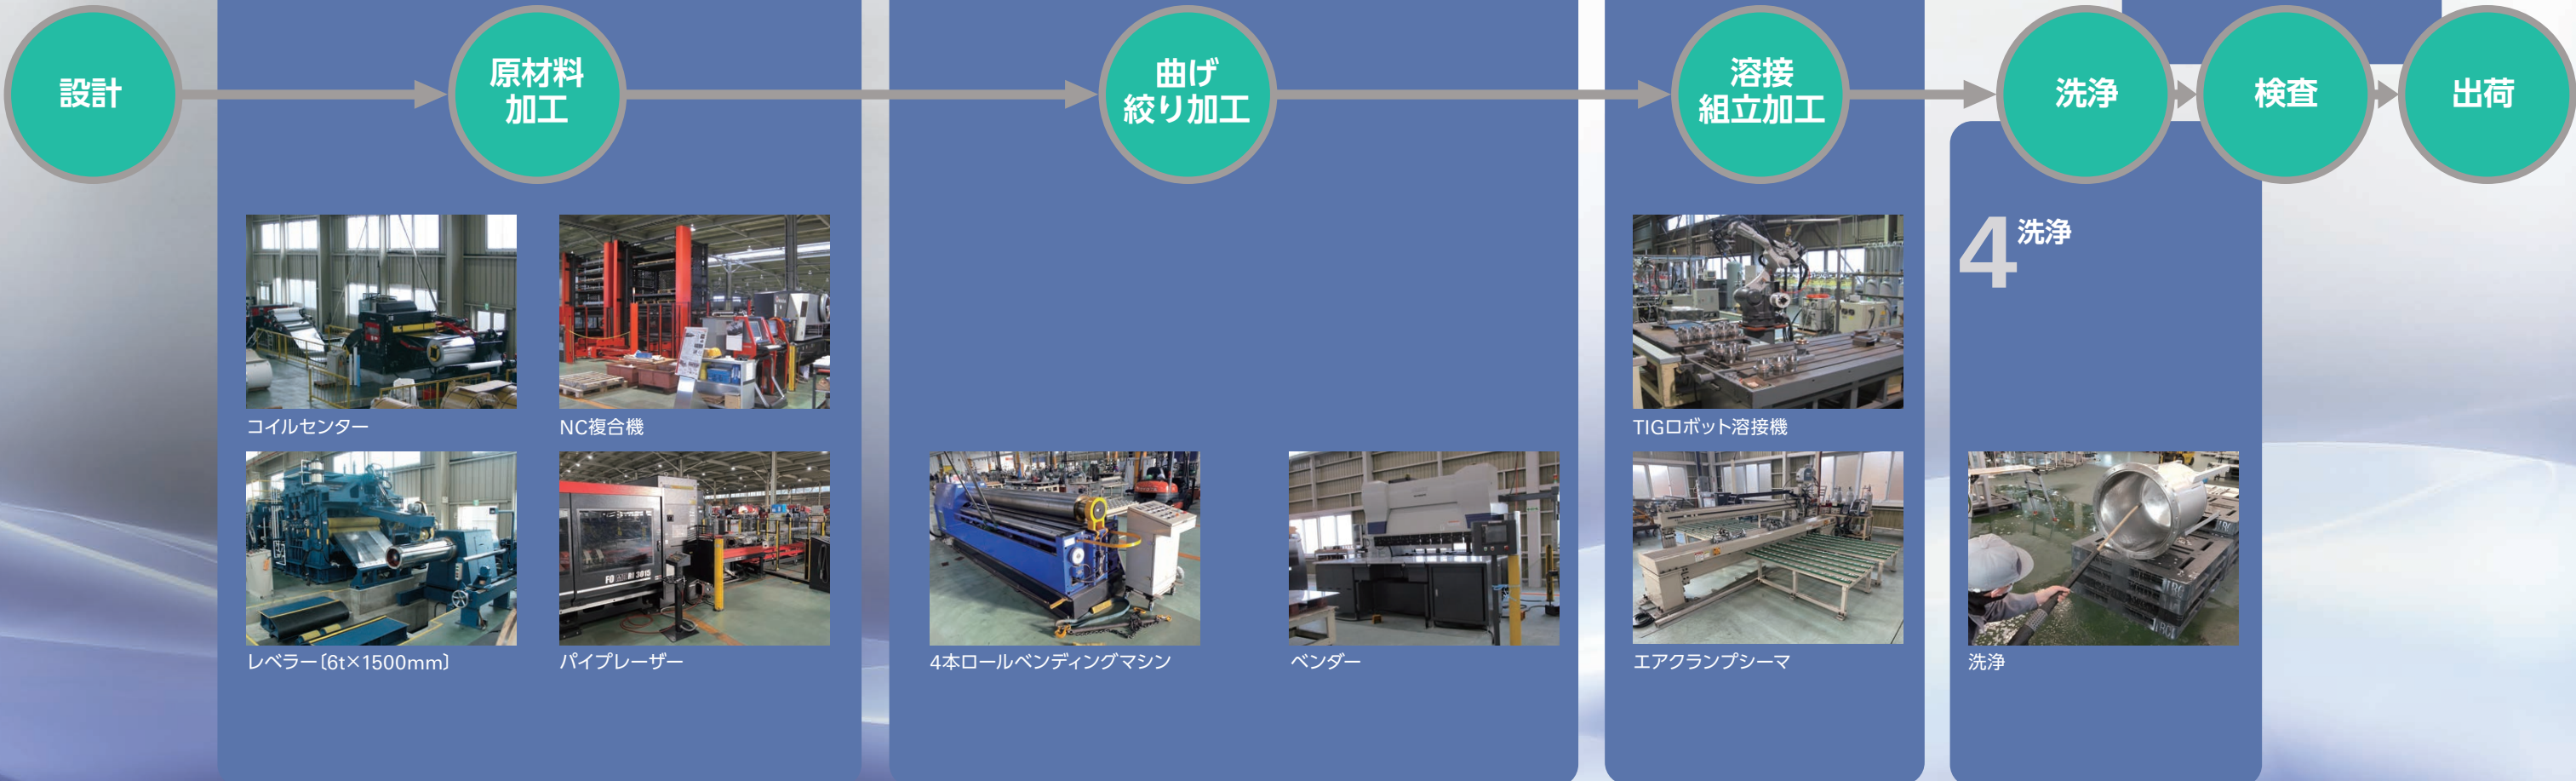 設計
原材料
加工
曲げ
絞り加工
溶接
組立加工
洗浄
検査
出荷
コイルセンター
NC複合機
レベラー〔6t×1500mm〕
パイプレーザー
4本ロールベンディングマシン
ベンダー
TIGロボット溶接機
エアクランプシーマ
4 洗浄
洗浄